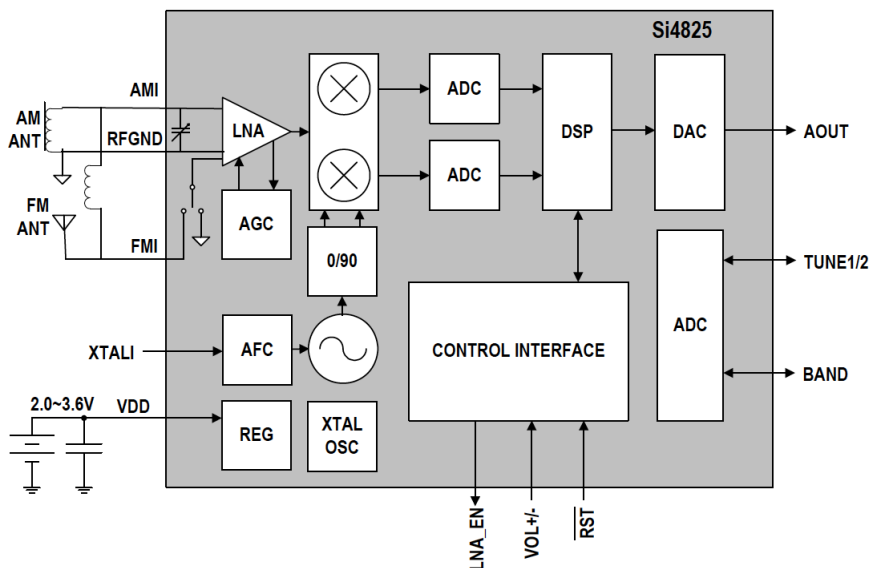 Si4825
AMI
AM
ANT
RFGND
LNA
ADC
DSP
DAC
AOUT
ADC
AGC
FM
ANT
FMI
0/90
TUNE1/2
ADC
CONTROL INTERFACE
XTALI
AFC
BAND
2.0~3.6V
VDD
REG
XTAL
OSC
LNA_EN
VOL+/-
RST